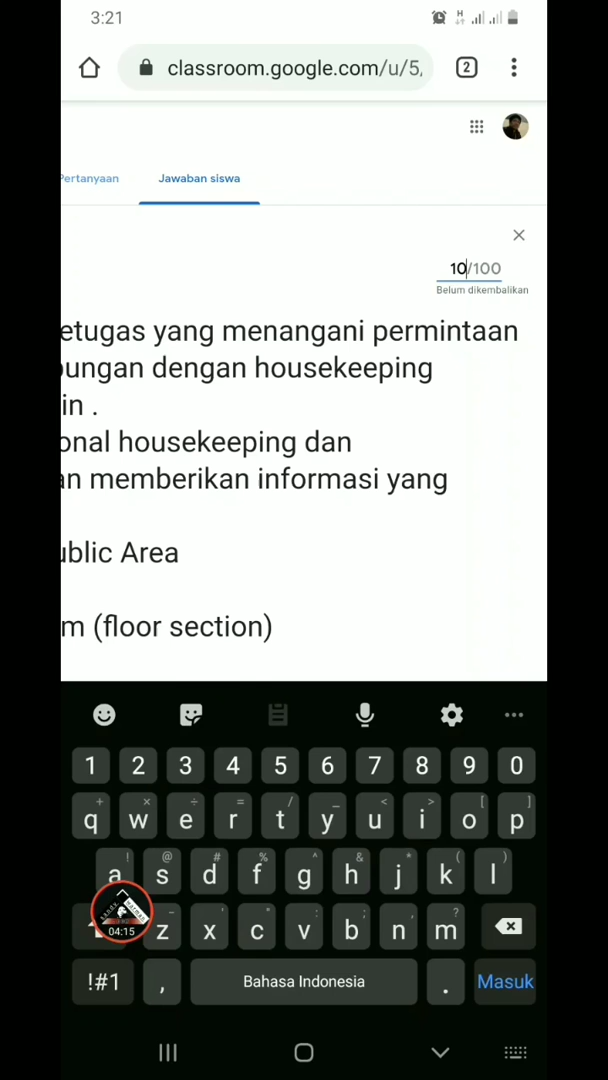 3:21
H
classroom.google.com/u/5,
2
Pertanyaan
Jawaban siswa
10/100
Belum dikembalikan
etugas yang menangani permintaan
ungan dengan housekeeping
in .
onal housekeeping dan
an memberikan informasi yang
ublic Area
m (floor section)
1 2 3 4 5 6 7 8 9 0
+ × ÷ = / _ < > [ ]
q w e r t y u i o p
! @ # % ^ & * ( )
a s d f g h j k l
- ' " : ; , ?
z x c v b n m
04:15
!#1 , Bahasa Indonesia . Masuk